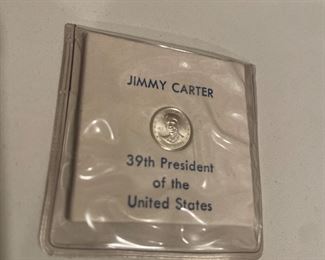 JIMMY CARTER
39th President
of the
United States